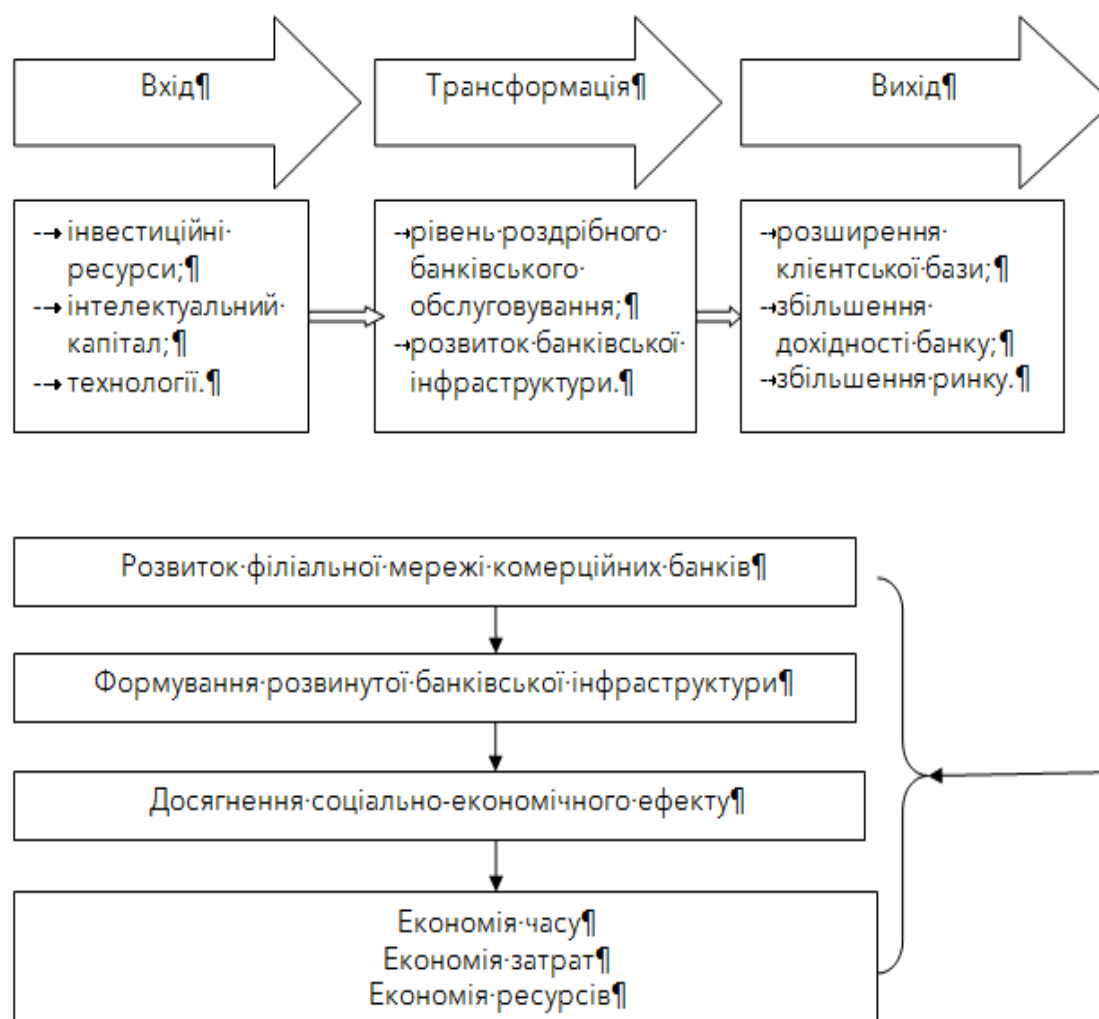 Вхід¶
Трансформація¶
Вихід¶
--→інвестиційні·
ресурси;¶
--→інтелектуальний·
капітал;¶
--→технології.¶
-→рівень·роздрібного·
банківського·
обслуговування;¶
-→розвиток·банківської·
інфраструктури.¶
-→розширення·
клієнтської·бази;¶
-→збільшення·
дохідності·банку;¶
-→збільшення·ринку.¶
Розвиток·філіальної·мережі·комерційних·банків¶
Формування·розвинутої·банківської·інфраструктури¶
Досягнення·соціально-економічного·ефекту¶
Економія·часу¶
Економія·затрат¶
Економія·ресурсів¶